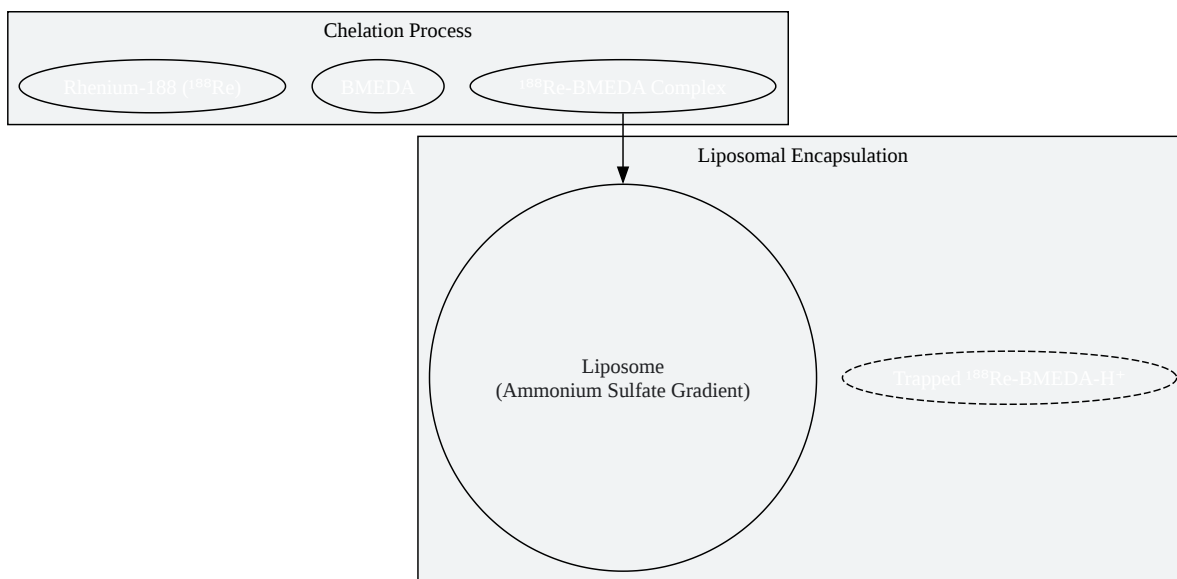 Chelation Process
Rhenium-188 (¹⁸⁸Re)
BMEDA
¹⁸⁸Re-BMEDA Complex
Liposomal Encapsulation
Liposome
(Ammonium Sulfate Gradient)
Trapped ¹⁸⁸Re-BMEDA-H⁺